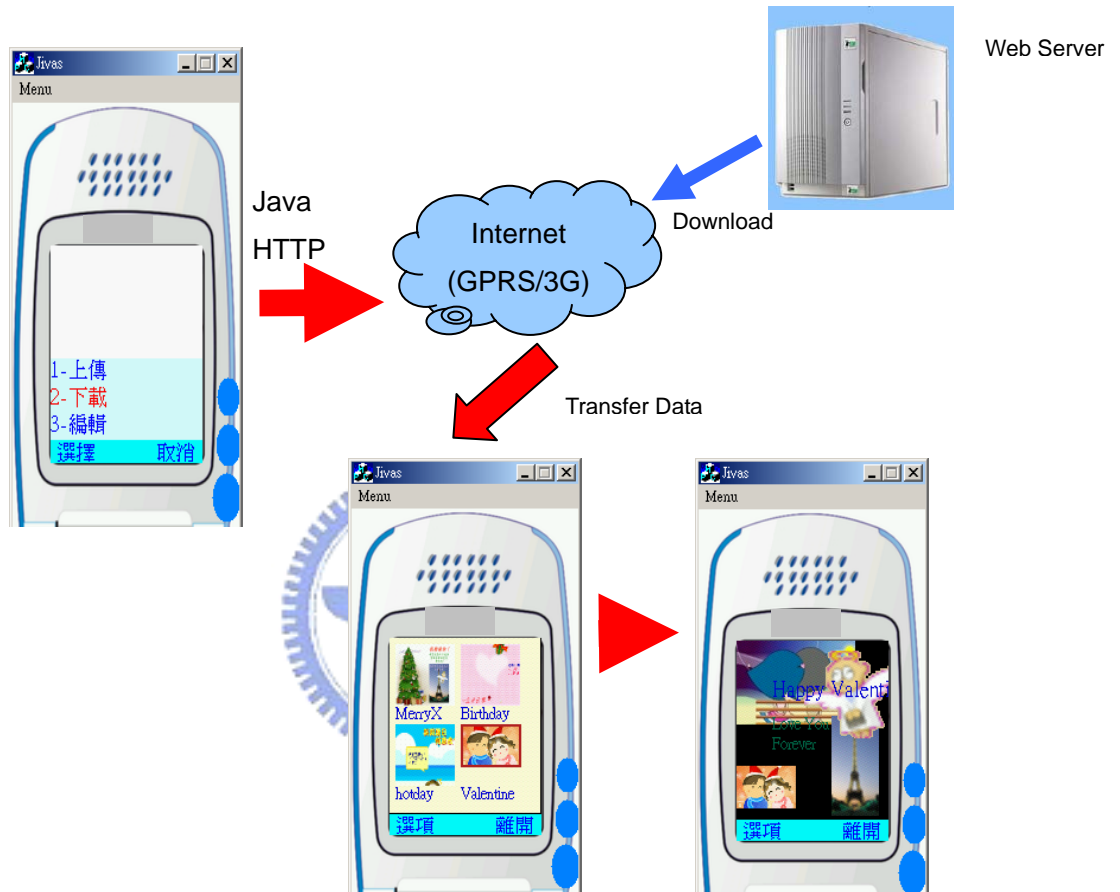 Web Server
Jivas
Menu
Java
HTTP
Internet
(GPRS/3G)
Download
1-上傳
2-下載
3-編輯
選擇 取消
Transfer Data
Jivas
Menu
MerryX Birthday
hotday Valentine
選項 離開
Jivas
Menu
Happy Valenti
Love You
Forever
選項 離開